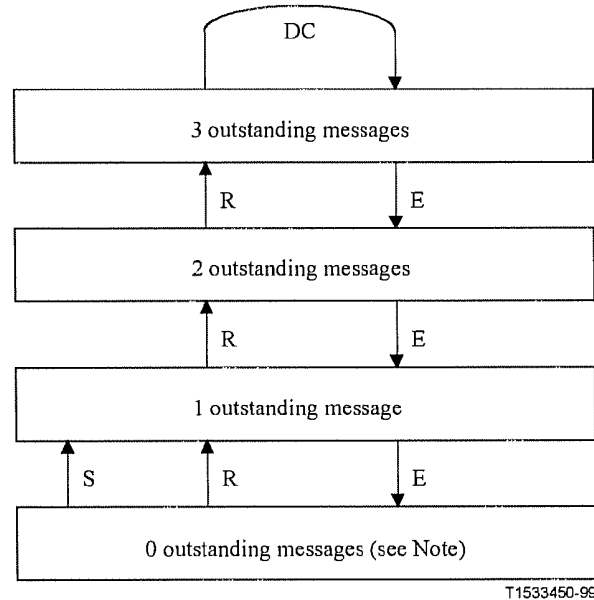 DC
3 outstanding messages
R E
2 outstanding messages
R E
1 outstanding message
S R E
0 outstanding messages (see Note)
T1533450-99